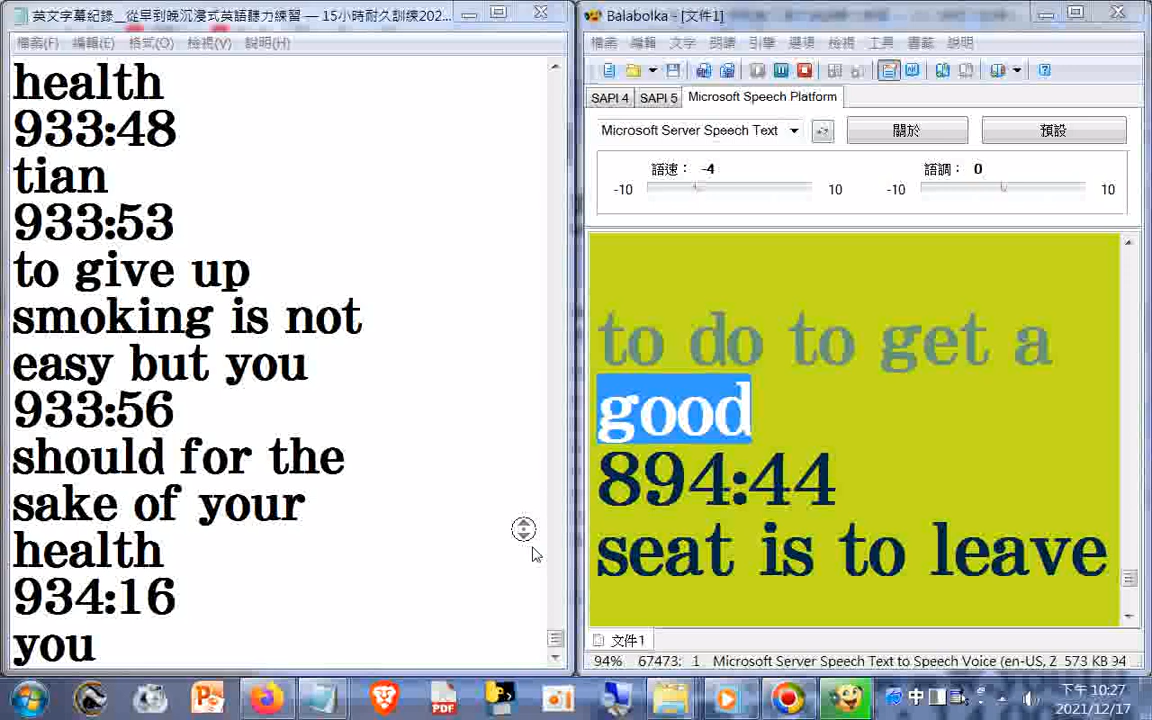 英文字幕紀錄__從早到晚沉浸式英語聽力練習 — 15小時耐久訓練202...
檔案(F) 編輯(E) 格式(O) 檢視(V) 說明(H)
health
933:48
tian
933:53
to give up
smoking is not
easy but you
933:56
should for the
sake of your
health
934:16
you
Balabolka - [文件1]
檔案 編輯 文字 朗讀 引擎 選項 檢視 工具 書籤 說明
SAPI 4 SAPI 5 Microsoft Speech Platform
Microsoft Server Speech Text 關於 預設
語速： -4 語調： 0
-10 10 -10 10
to do to get a
good
894:44
seat is to leave
文件1
94% 67473: 1 Microsoft Server Speech Text to Speech Voice (en-US, 2 573 KB 94
PDF
中
下午 10:27
2021/12/17